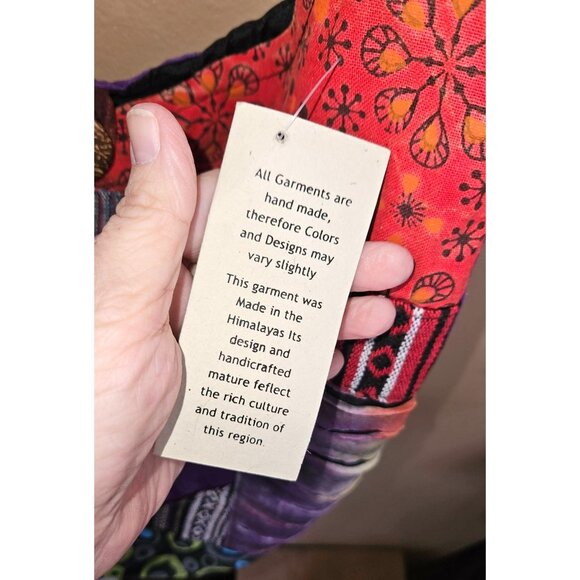 All Garments are
hand made,
therefore Colors
and Designs may
vary slightly
This garment was
Made in the
Himalayas Its
design and
handicrafted
mature feflect
the rich culture
and tradition of
this region.